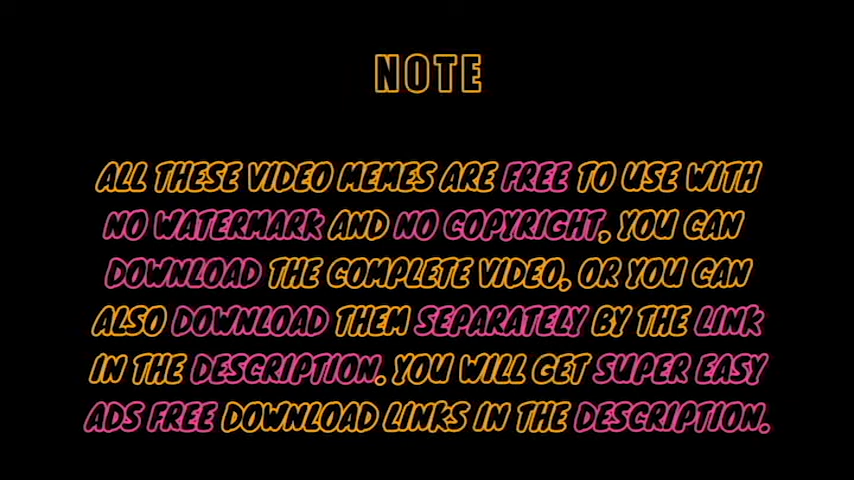 NOTE
ALL THESE VIDEO MEMES ARE FREE TO USE WITH
NO WATERMARK AND NO COPYRIGHT, YOU CAN
DOWNLOAD THE COMPLETE VIDEO, OR YOU CAN
ALSO DOWNLOAD THEM SEPARATELY BY THE LINK
IN THE DESCRIPTION. YOU WILL GET SUPER EASY
ADS FREE DOWNLOAD LINKS IN THE DESCRIPTION.